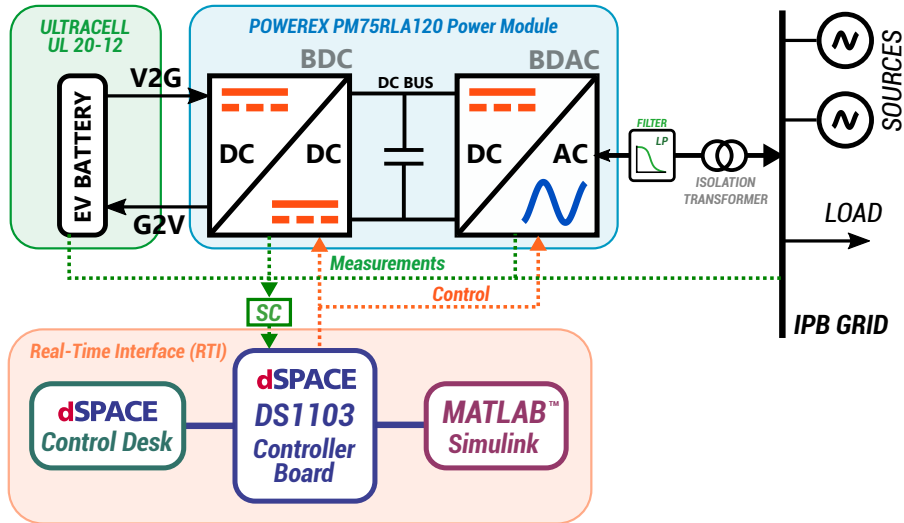 ULTRACELL
UL 20-12
POWEREX PM75RLA120 Power Module
BDC
BDAC
V2G
DC BUS
EV BATTERY
DC
DC
DC
AC
G2V
FILTER
LP
ISOLATION
TRANSFORMER
SOURCES
LOAD
IPB GRID
Measurements
Control
SC
Real-Time Interface (RTI)
dSPACE
Control Desk
dSPACE
DS1103
Controller
Board
MATLAB™
Simulink